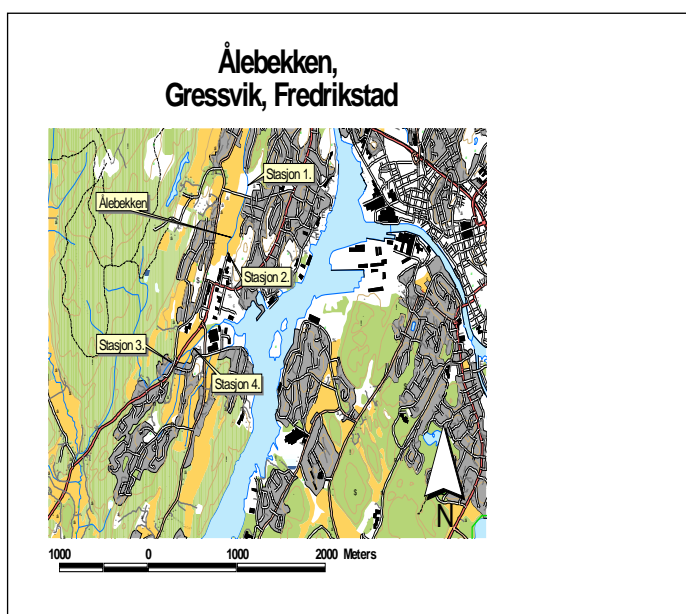 Ålebekken,
Gressvik, Fredrikstad
Stasjon 1.
Ålebekken
Stasjon 2.
Stasjon 3.
Stasjon 4.
N
1000 0 1000 2000 Meters